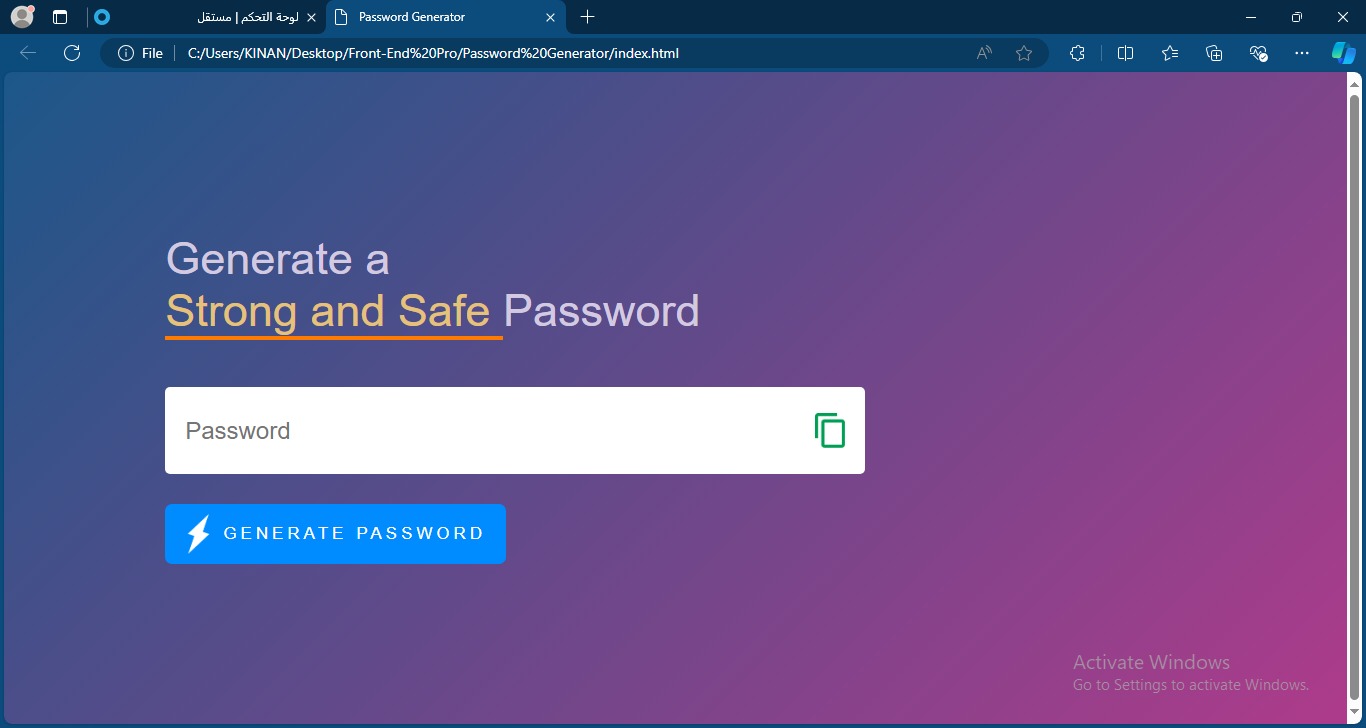 لوحة التحكم | مستقل
Password Generator
File
C:/Users/KINAN/Desktop/Front-End%20Pro/Password%20Generator/index.html
Generate a
Strong and Safe Password
Password
GENERATE PASSWORD
Activate Windows
Go to Settings to activate Windows.